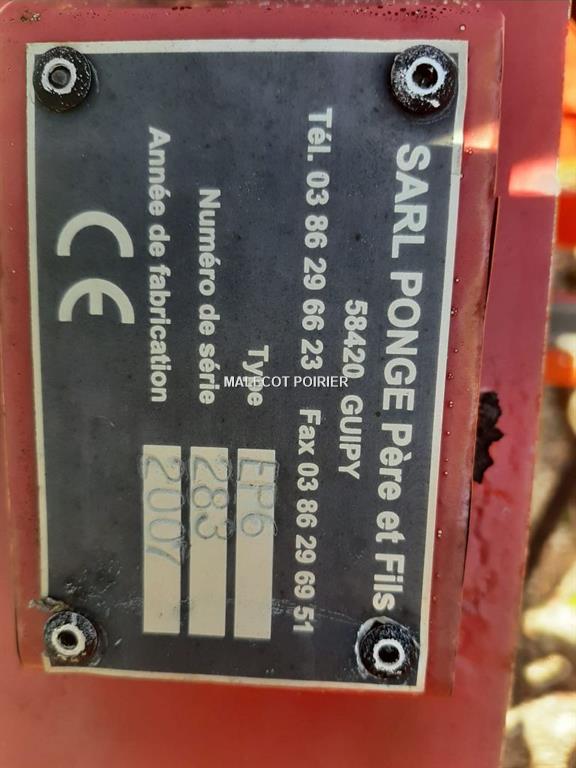 SARL PONGE Père et Fils
58420 GUIPY
Tél. 03 86 29 66 23 Fax 03 86 29 69 51
Type EP6
Numéro de série 283
Année de fabrication 2007
CE
MALECOT POIRIER